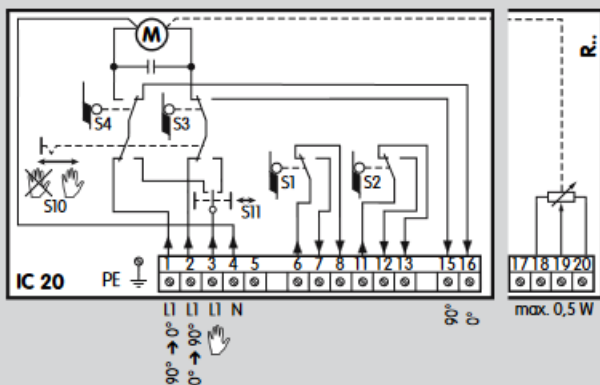 M
R..
S4
S3
S10
S11
S1
S2
IC 20
PE
1 2 3 4 5 6 7 8 11 12 13 15 16
17 18 19 20
L1 L1 L1 N
90° → 0°
0° → 90°
90°
0°
max. 0,5 W